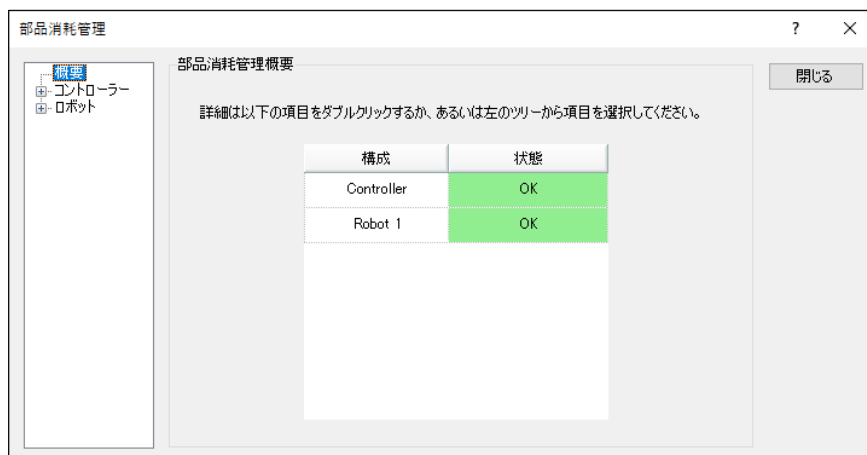 部品消耗管理
?
×
概要
コントローラー
ロボット
部品消耗管理概要
閉じる
詳細は以下の項目をダブルクリックするか、あるいは左のツリーから項目を選択してください。
構成 状態
Controller OK
Robot 1 OK